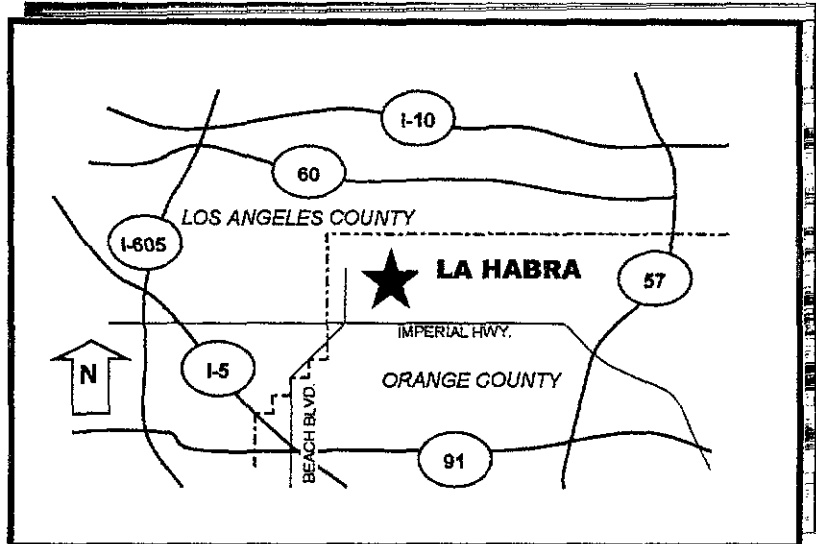 I-10
60
LOS ANGELES COUNTY
I-605
LA HABRA
57
IMPERIAL HWY.
N
I-5
ORANGE COUNTY
BEACH BLVD.
91